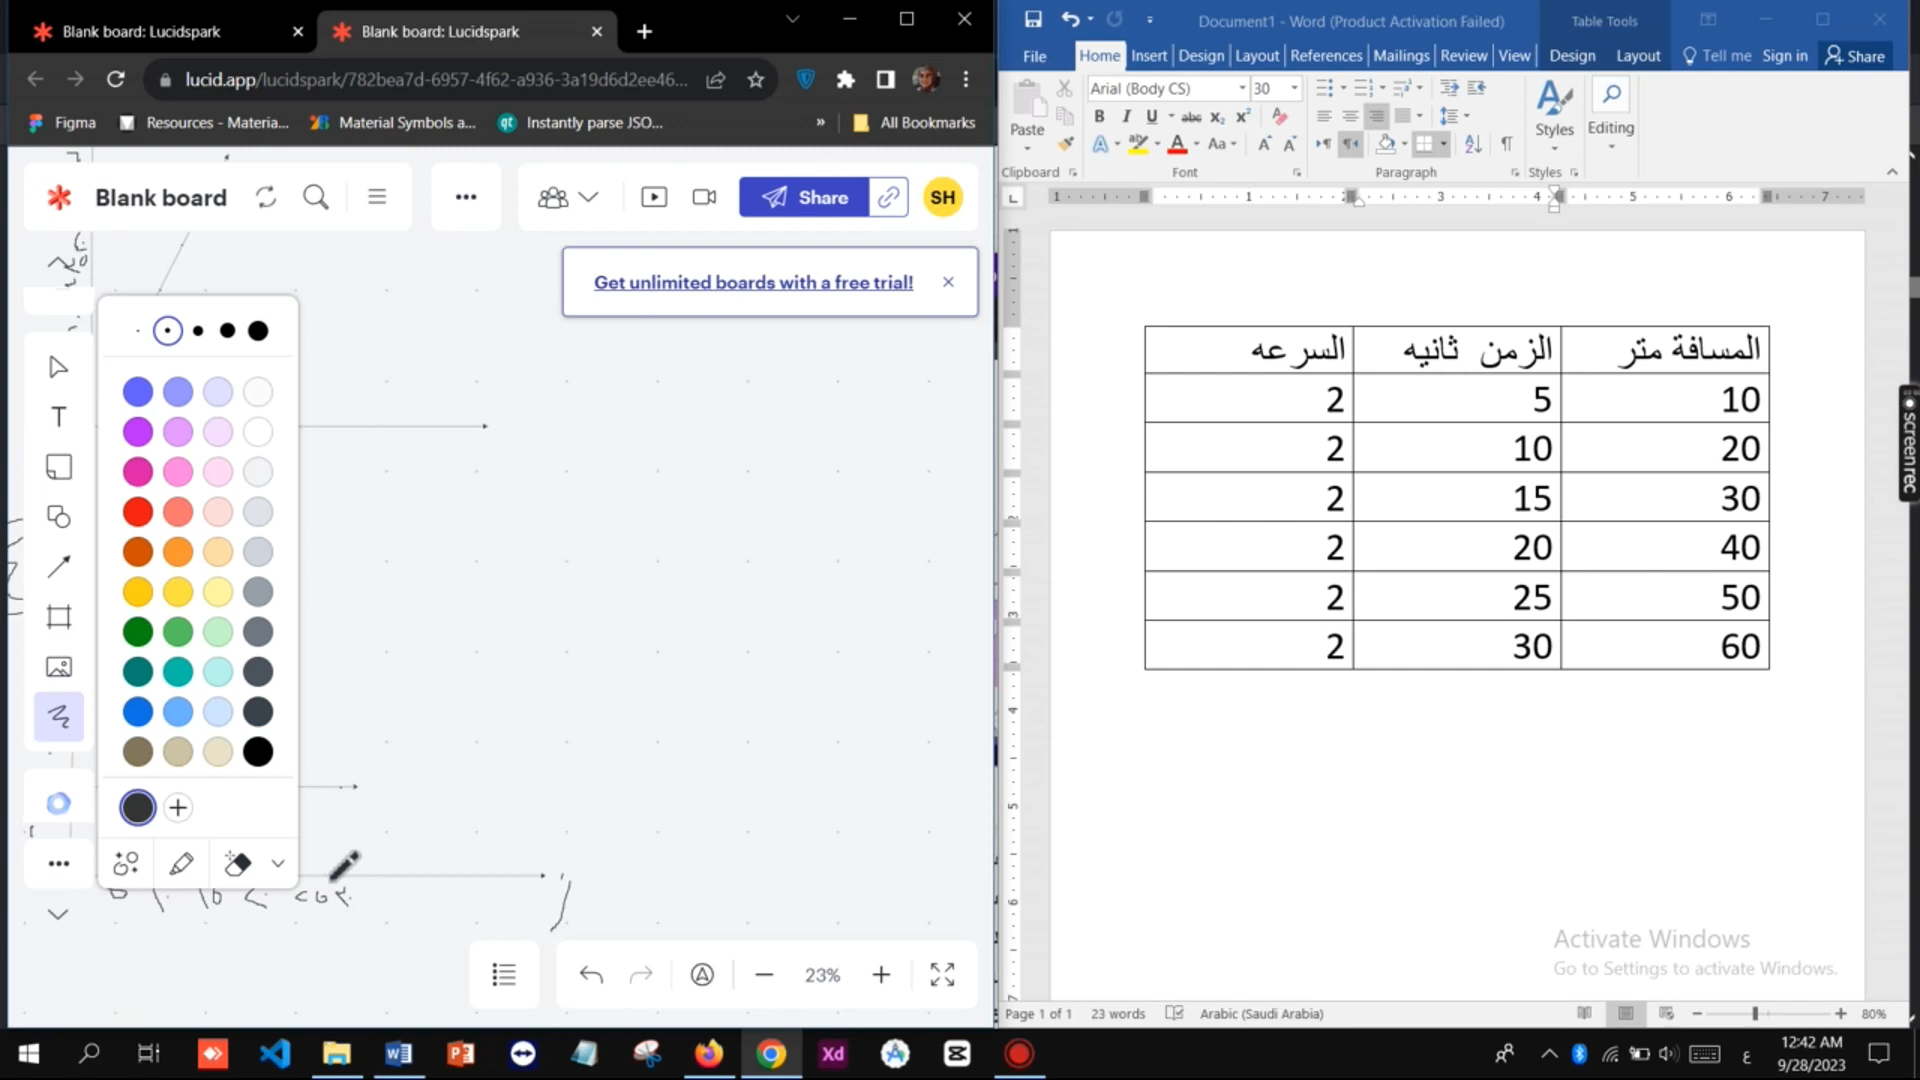 Blank board: Lucidspark
Blank board: Lucidspark
lucid.app/lucidspark/782bea7d-6957-4f62-a936-3a19d6d2ee46...
Figma
Resources - Materia...
Material Symbols a...
Instantly parse JSO...
»
All Bookmarks
Blank board
Share
SH
Get unlimited boards with a free trial!
T
23%
Document1 - Word (Product Activation Failed)
Table Tools
File
Home
Insert
Design
Layout
References
Mailings
Review
View
Design
Layout
Tell me
Sign in
Share
Paste
Arial (Body CS)
30
B I U abc X₂ X²
Aa
Styles
Editing
Clipboard
Font
Paragraph
Styles
المسافة متر الزمن ثانيه السرعه
10 5 2
20 10 2
30 15 2
40 20 2
50 25 2
60 30 2
screenrec
Activate Windows
Go to Settings to activate Windows.
Page 1 of 1
23 words
Arabic (Saudi Arabia)
80%
Xd
ع
12:42 AM
9/28/2023